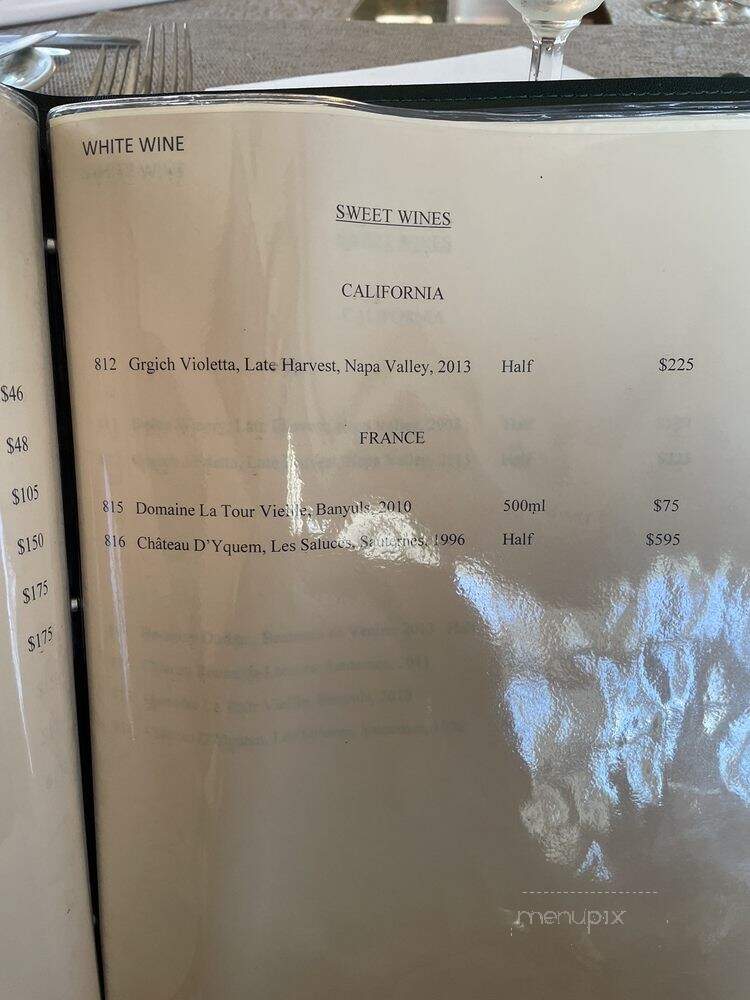 $46
$48
$105
$150
$175
$175
WHITE WINE
SWEET WINES
CALIFORNIA
812 Grgich Violetta, Late Harvest, Napa Valley, 2013 Half $225
FRANCE
815 Domaine La Tour Vieille, Banyuls, 2010 500ml $75
816 Château D'Yquem, Les Saluces, Sauternes, 1996 Half $595
menupix